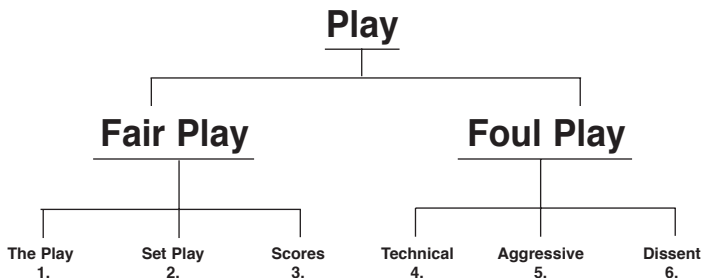 Play
Fair Play
Foul Play
The Play
1.
Set Play
2.
Scores
3.
Technical
4.
Aggressive
5.
Dissent
6.